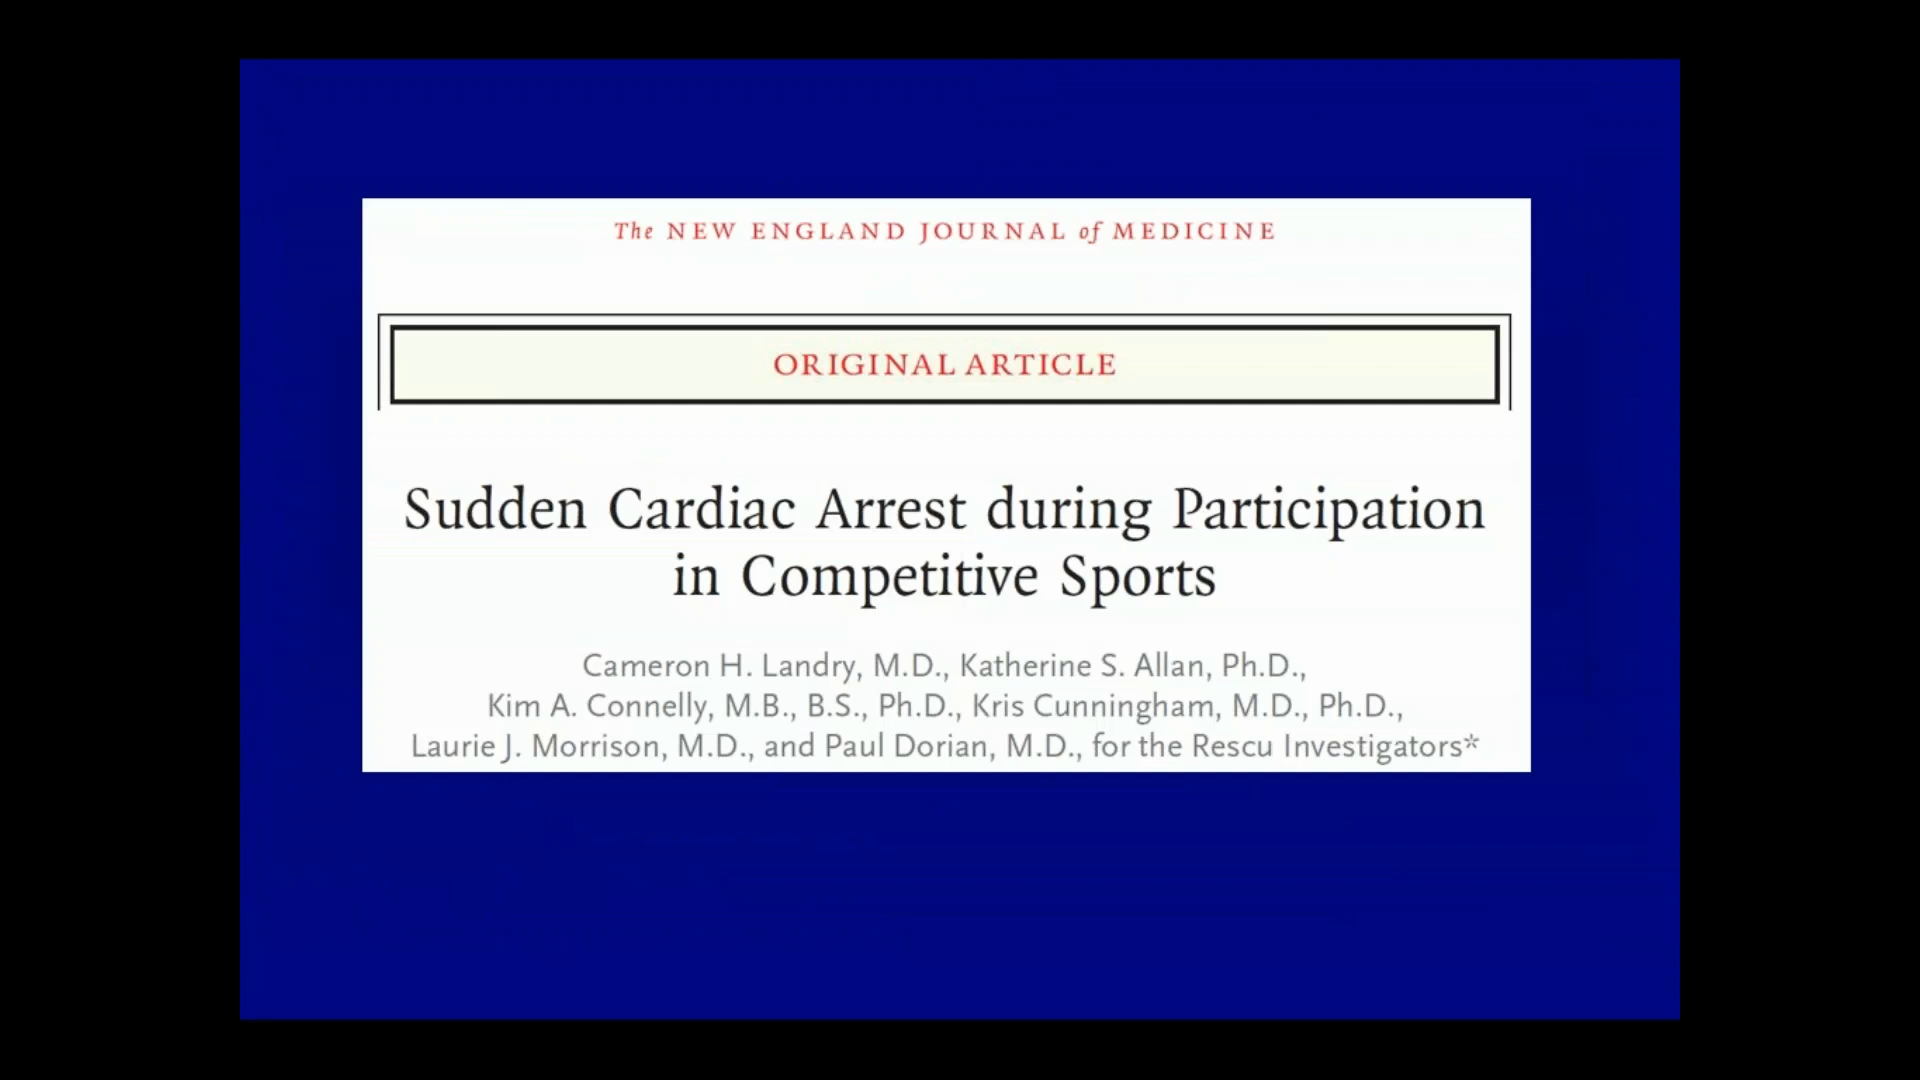 The NEW ENGLAND JOURNAL of MEDICINE
ORIGINAL ARTICLE
Sudden Cardiac Arrest during Participation
in Competitive Sports
Cameron H. Landry, M.D., Katherine S. Allan, Ph.D.,
Kim A. Connelly, M.B., B.S., Ph.D., Kris Cunningham, M.D., Ph.D.,
Laurie J. Morrison, M.D., and Paul Dorian, M.D., for the Rescu Investigators*